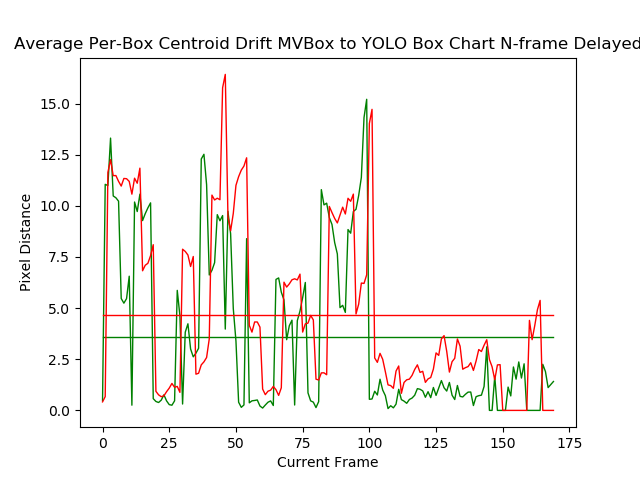 Average Per-Box Centroid Drift MVBox to YOLO Box Chart N-frame Delayed
15.0
12.5
10.0
7.5
5.0
2.5
0.0
Pixel Distance
0 25 50 75 100 125 150 175
Current Frame